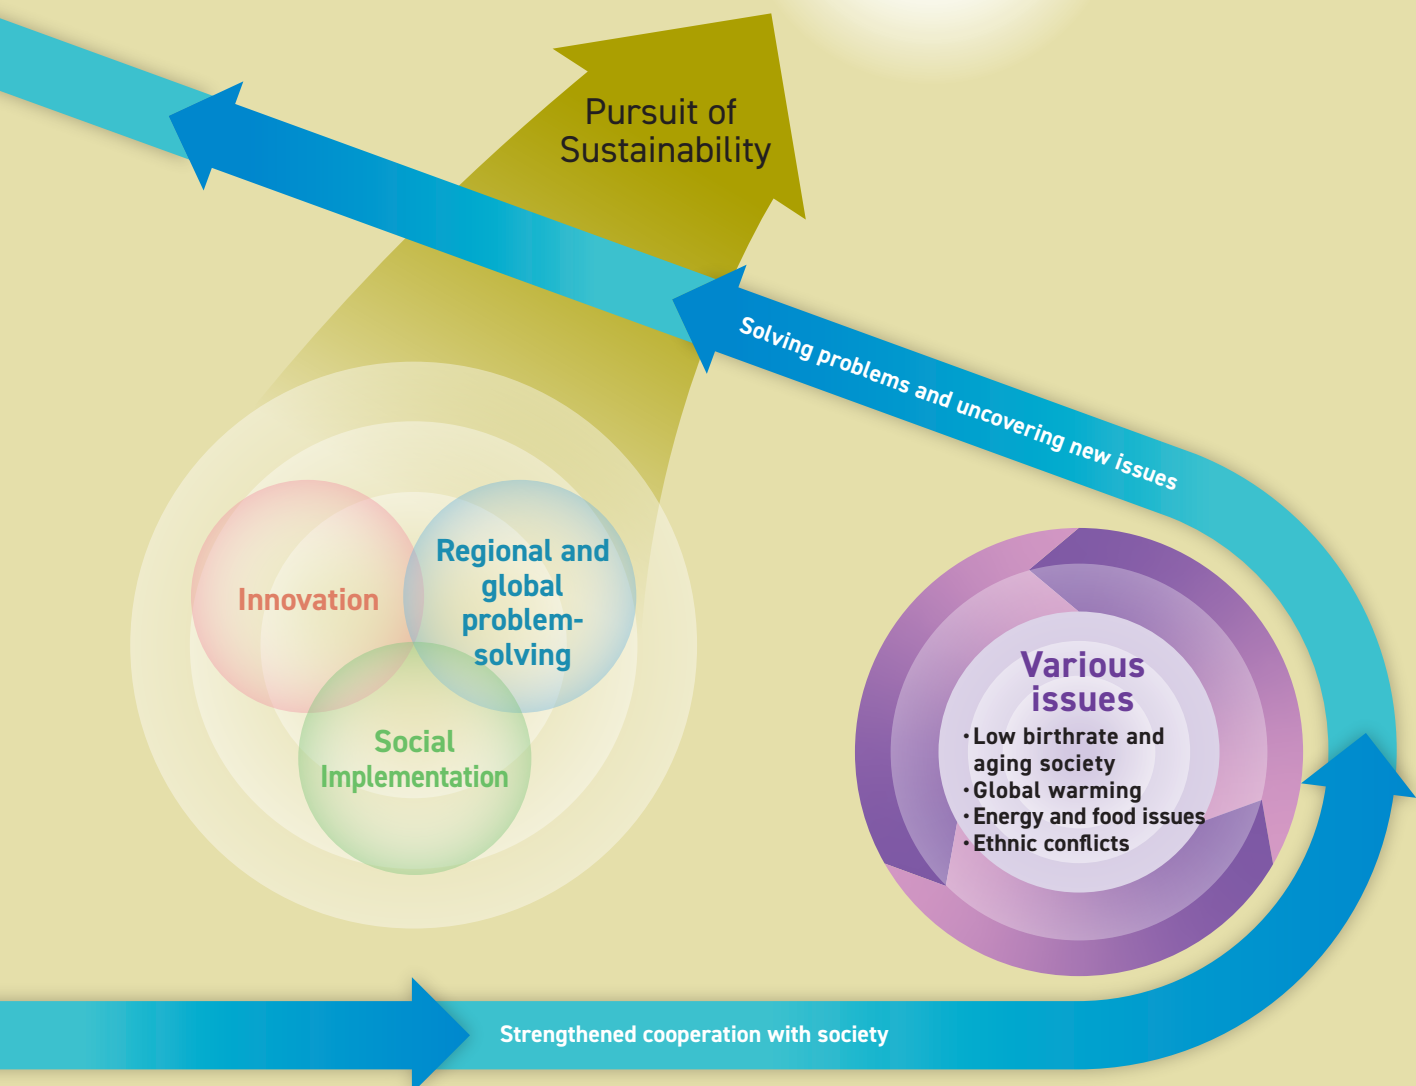 Pursuit of
Sustainability
Solving problems and uncovering new issues
Innovation
Regional and
global
problem-
solving
Social
Implementation
Various
issues
・Low birthrate and
aging society
・Global warming
・Energy and food issues
・Ethnic conflicts
Strengthened cooperation with society